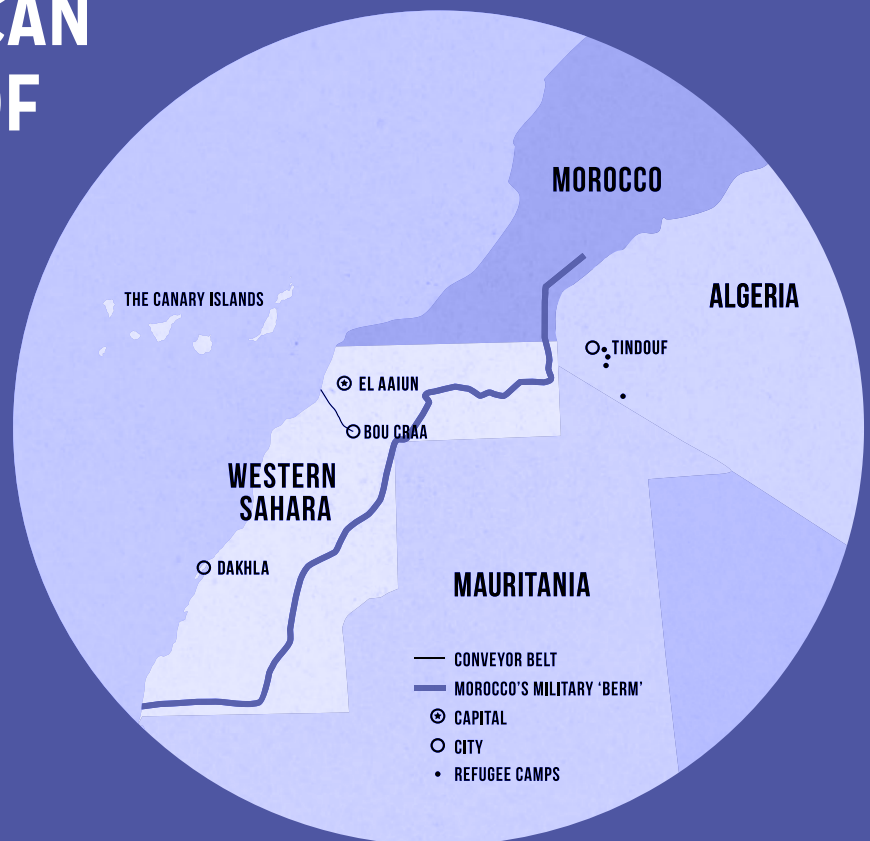 CAN
OF
MOROCCO
ALGERIA
THE CANARY ISLANDS
TINDOUF
EL AAIUN
BOU CRAA
WESTERN
SAHARA
DAKHLA
MAURITANIA
CONVEYOR BELT
MOROCCO'S MILITARY ‘BERM’
CAPITAL
CITY
REFUGEE CAMPS